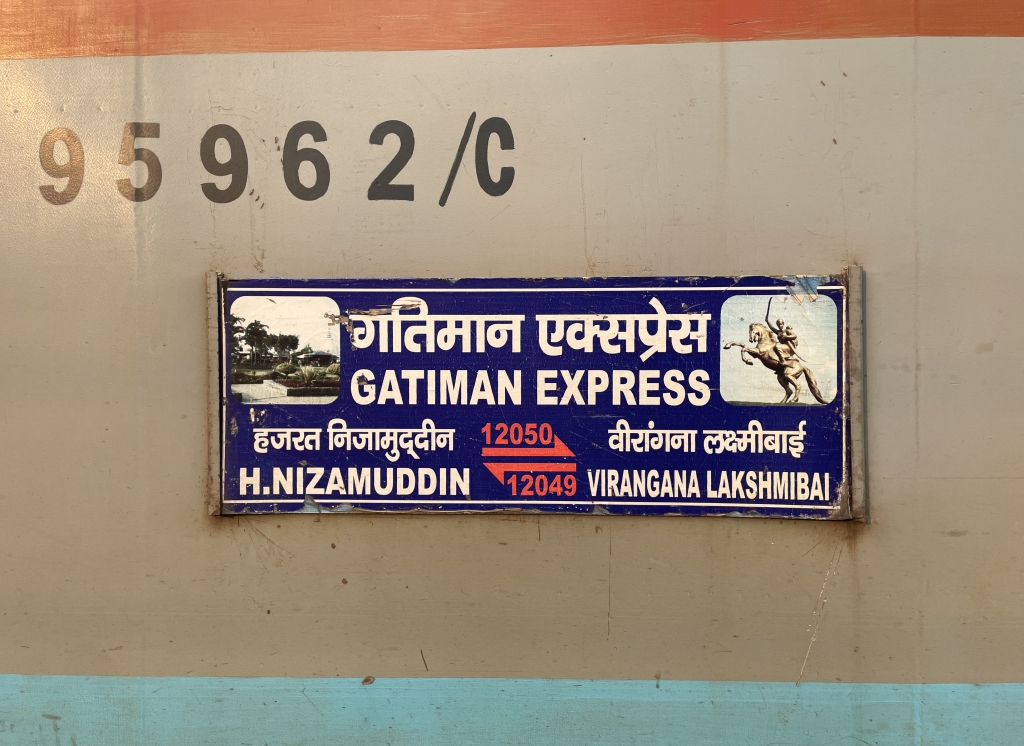 95962/C
गतिमान एक्सप्रेस
GATIMAN EXPRESS
हजरत निजामुद्दीन 12050 वीरांगना लक्ष्मीबाई
H.NIZAMUDDIN 12049 VIRANGANA LAKSHMIBAI